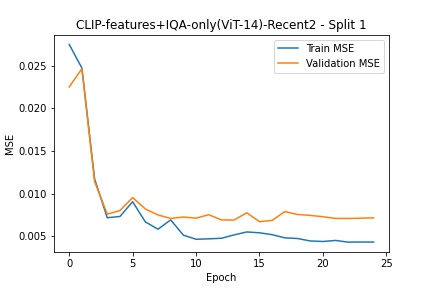 CLIP-features+IQA-only(ViT-14)-Recent2 - Split 1
Train MSE
Validation MSE
0.025
0.020
0.015
0.010
0.005
MSE
0
5
10
15
20
25
Epoch